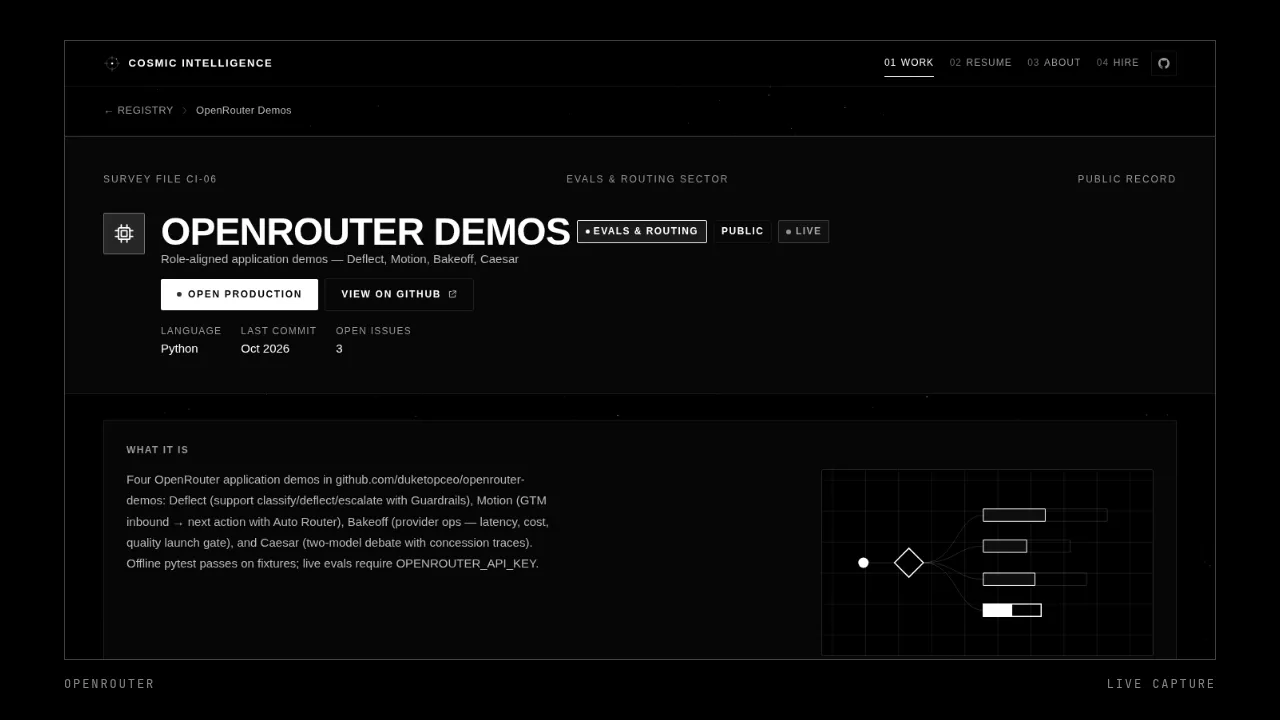 COSMIC INTELLIGENCE
01 WORK
02 RESUME
03 ABOUT
04 HIRE
← REGISTRY › OpenRouter Demos
SURVEY FILE CI-06
EVALS & ROUTING SECTOR
PUBLIC RECORD
OPENROUTER DEMOS
EVALS & ROUTING
PUBLIC
LIVE
Role-aligned application demos — Deflect, Motion, Bakeoff, Caesar
OPEN PRODUCTION
VIEW ON GITHUB
LANGUAGE
LAST COMMIT
OPEN ISSUES
Python
Oct 2026
3
WHAT IT IS
Four OpenRouter application demos in github.com/duketopceo/openrouter-
demos: Deflect (support classify/deflect/escalate with Guardrails), Motion (GTM
inbound → next action with Auto Router), Bakeoff (provider ops — latency, cost,
quality launch gate), and Caesar (two-model debate with concession traces).
Offline pytest passes on fixtures; live evals require OPENROUTER_API_KEY.
OPENROUTER
LIVE CAPTURE